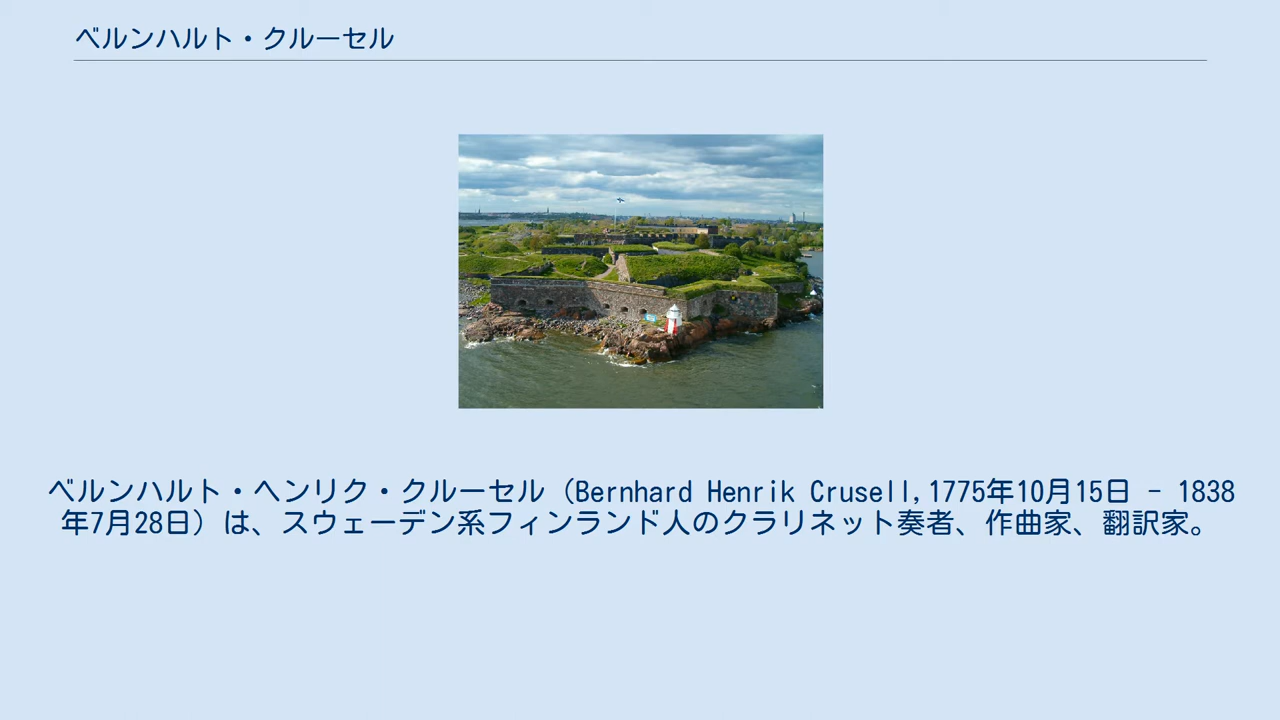 ベルンハルト・クルーセル
ベルンハルト・ヘンリク・クルーセル（Bernhard Henrik Crusell,1775年10月15日 - 1838
年7月28日）は、スウェーデン系フィンランド人のクラリネット奏者、作曲家、翻訳家。